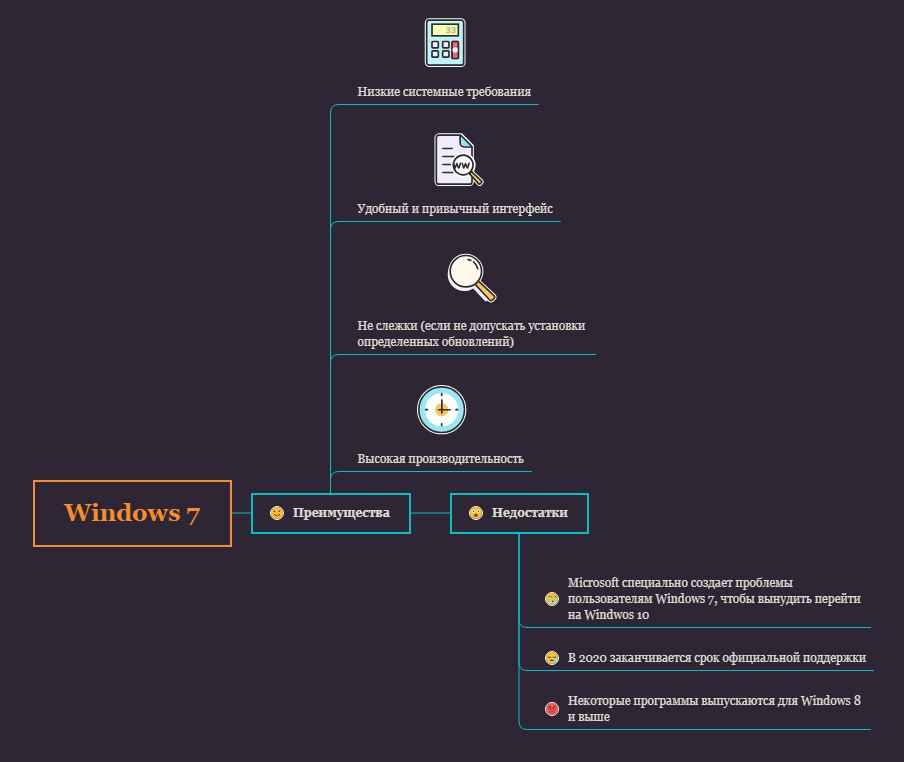 33
Низкие системные требования
WW
Удобный и привычный интерфейс
Не слежки (если не допускать установки
определенных обновлений)
Высокая производительность
Windows 7
Преимущества
Недостатки
Microsoft специально создает проблемы
пользователям Windows 7, чтобы вынудить перейти
на Windwos 10
В 2020 заканчивается срок официальной поддержки
Некоторые программы выпускаются для Windows 8
и выше